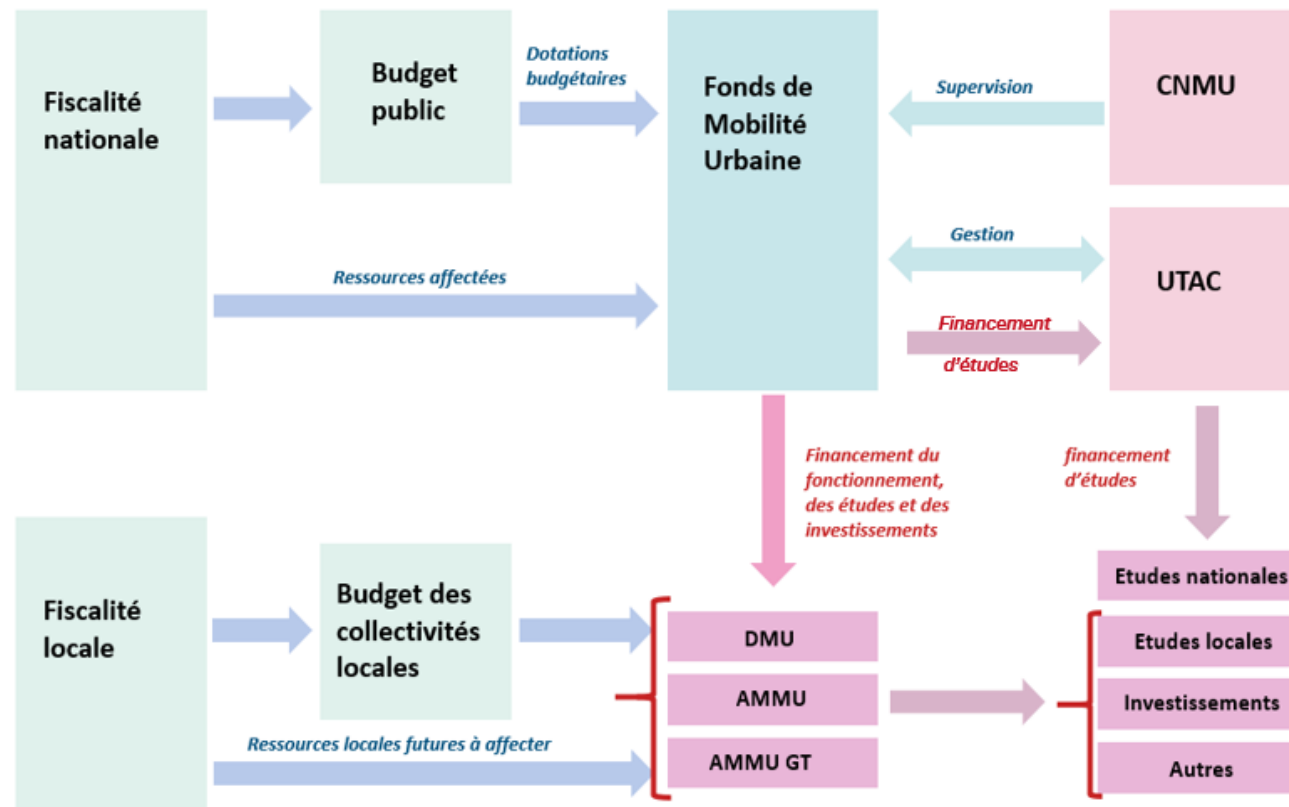 Fiscalité
nationale
Budget
public
Dotations
budgétaires
Fonds de
Mobilité
Urbaine
Supervision
CNMU
Ressources affectées
Gestion
UTAC
Financement
d'études
Financement du
fonctionnement,
des études et des
investissements
financement
d'études
Fiscalité
locale
Budget des
collectivités
locales
Ressources locales futures à affecter
DMU
AMMU
AMMU GT
Etudes nationales
Etudes locales
Investissements
Autres